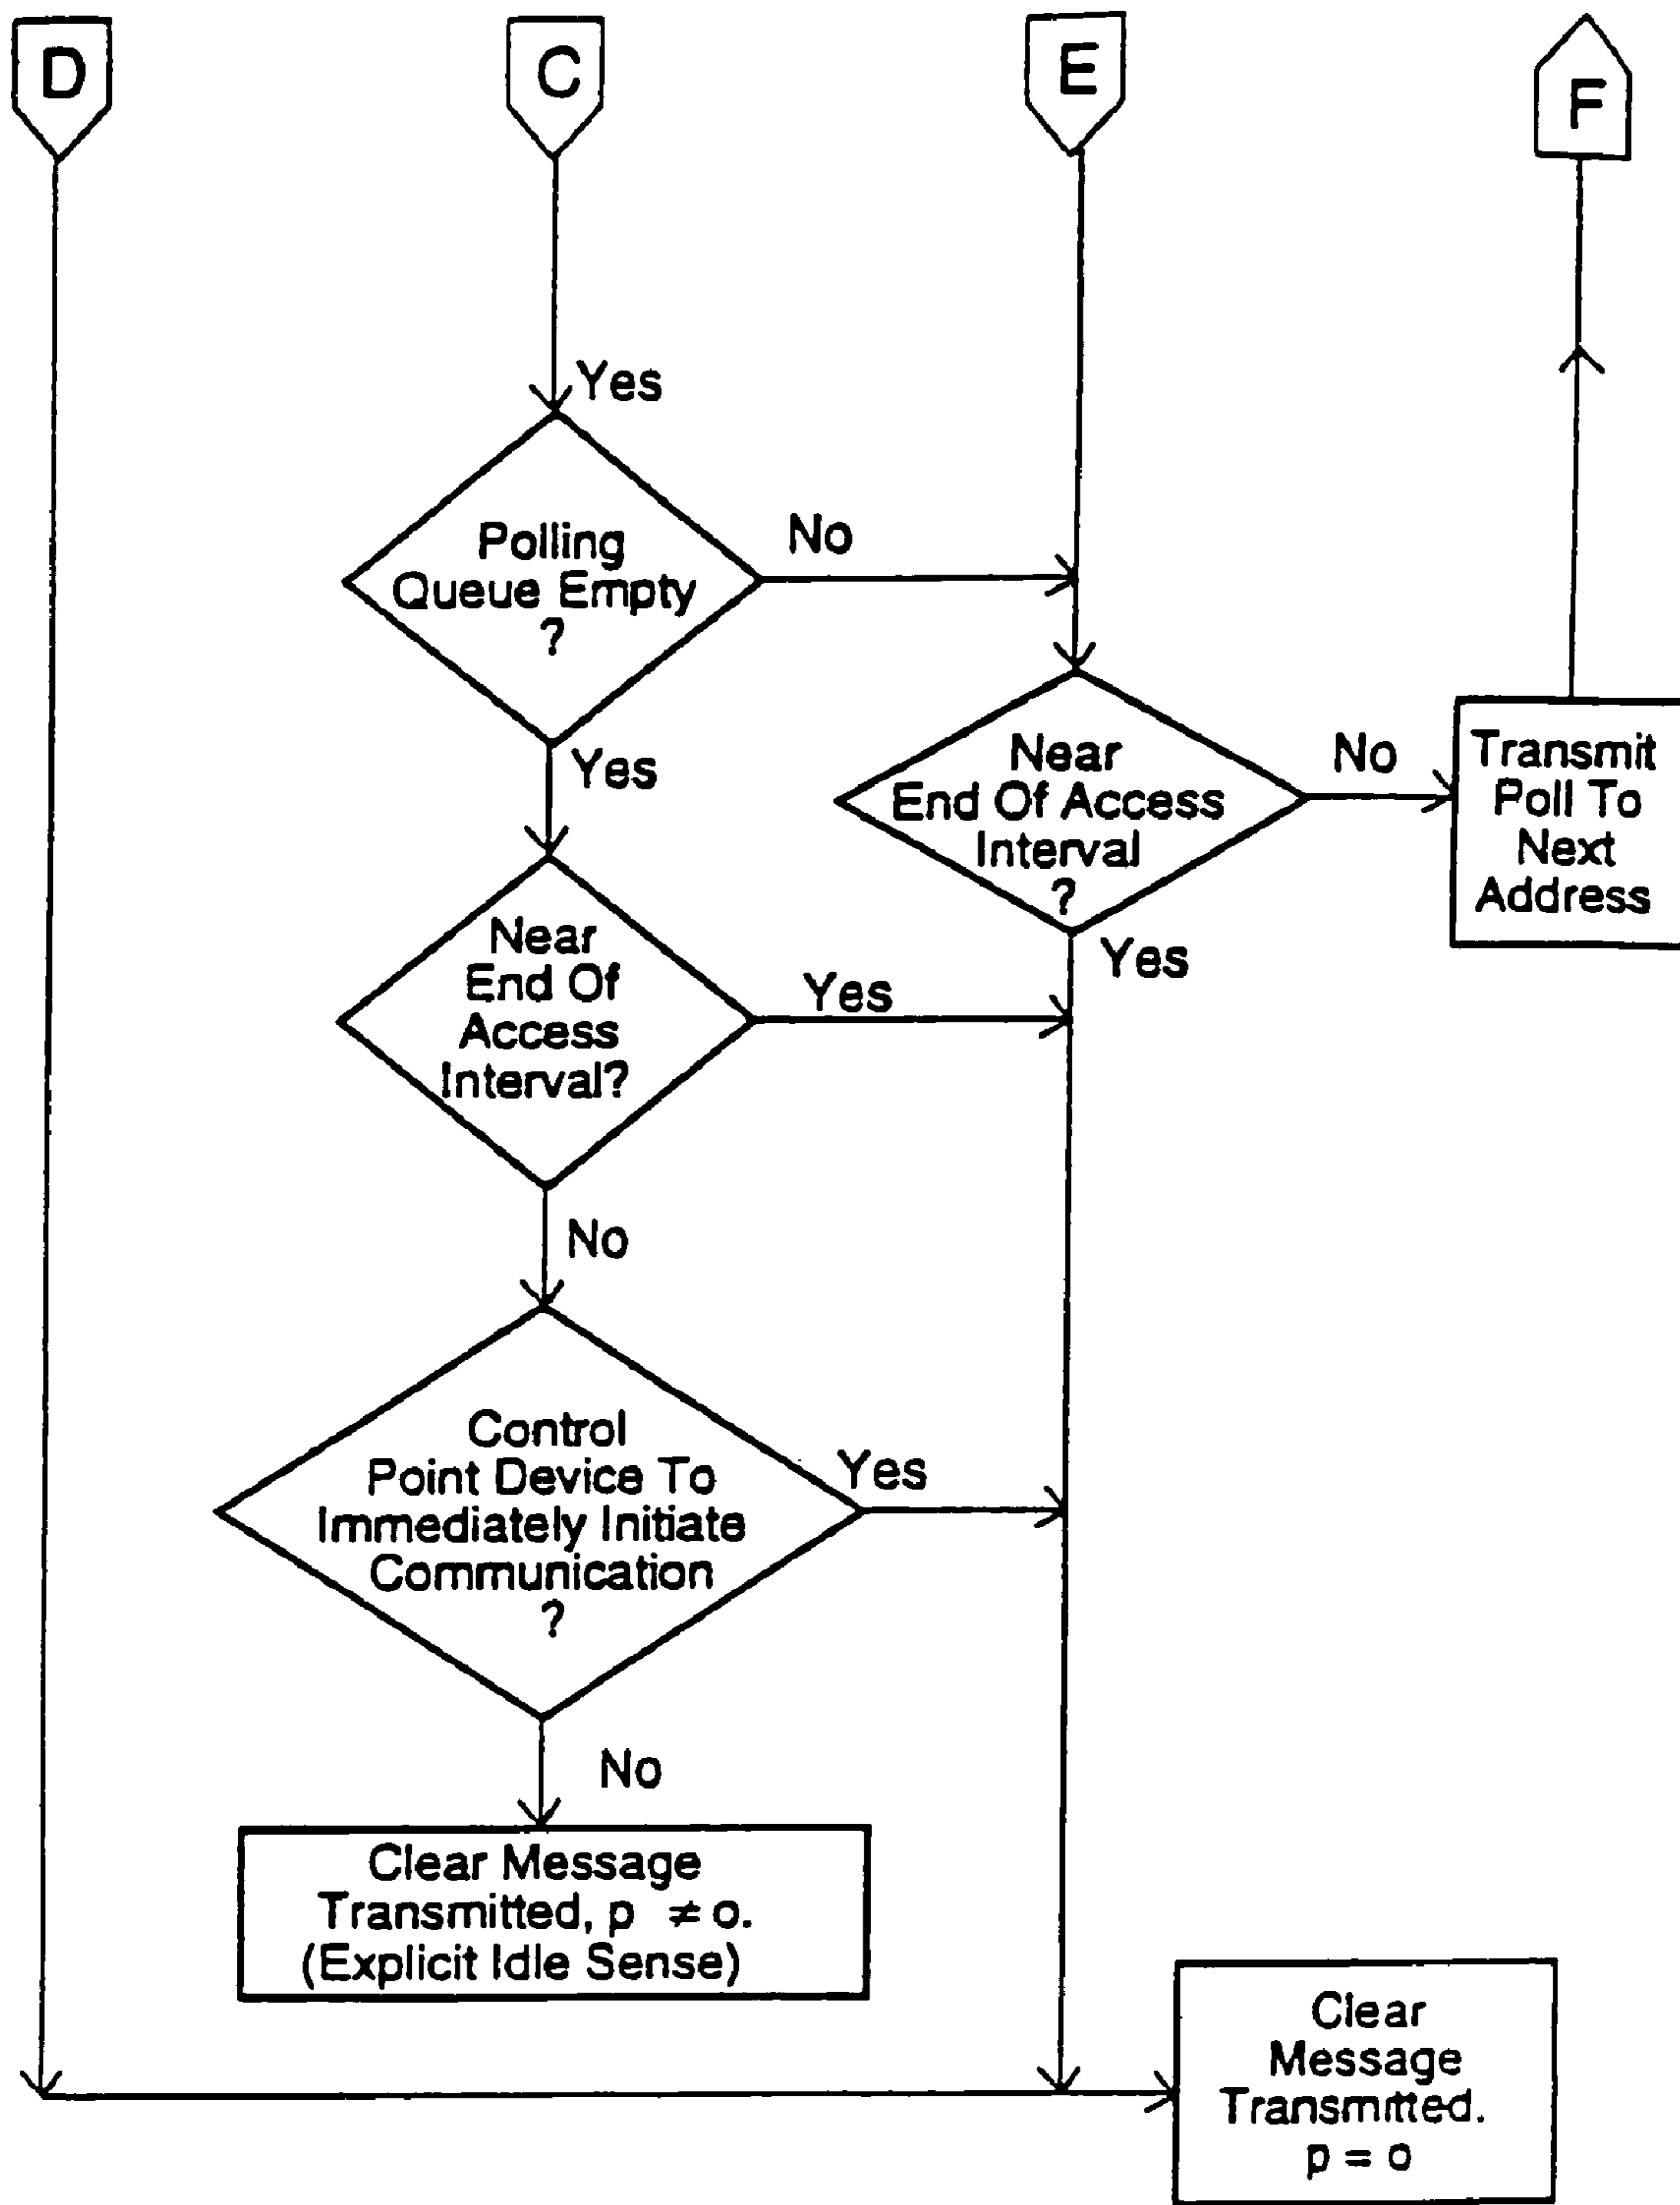 D
C
E
F
Yes
Polling
Queue Empty
?
No
Yes
Near
End Of Access
Interval
?
No
Yes
Transmit
Poll To
Next
Address
Near
End Of
Access
Interval?
Yes
No
Control
Point Device To
Immediately Initiate
Communication
?
Yes
No
Clear Message
Transmitted, p ≠ o.
(Explicit Idle Sense)
Clear
Message
Transmitted.
p = o